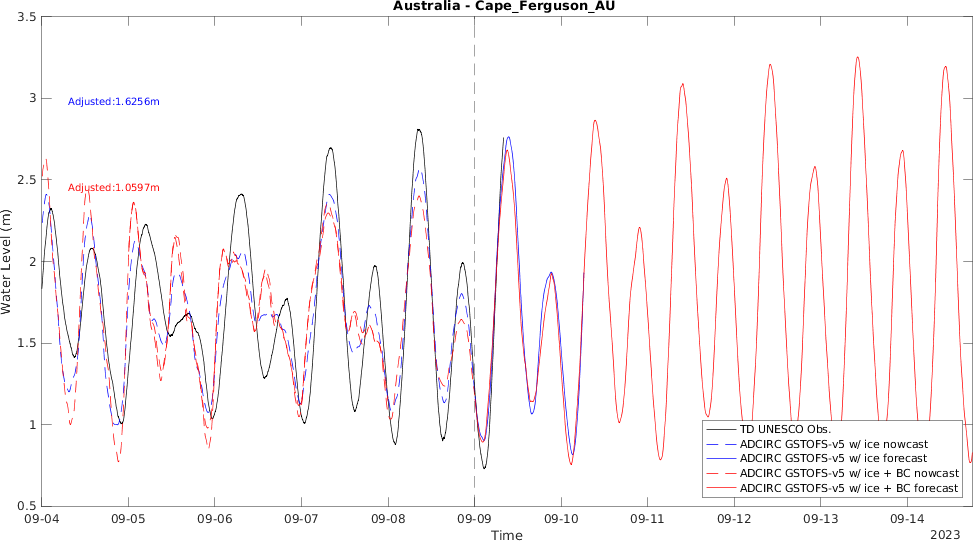 Australia - Cape_Ferguson_AU
3.5
3
2.5
2
1.5
1
0.5
Water Level (m)
Adjusted:1.6256m
Adjusted:1.0597m
TD UNESCO Obs.
ADCIRC GSTOFS-v5 w/ ice nowcast
ADCIRC GSTOFS-v5 w/ ice forecast
ADCIRC GSTOFS-v5 w/ ice + BC nowcast
ADCIRC GSTOFS-v5 w/ ice + BC forecast
09-04 09-05 09-06 09-07 09-08 09-09 09-10 09-11 09-12 09-13 09-14
Time
2023